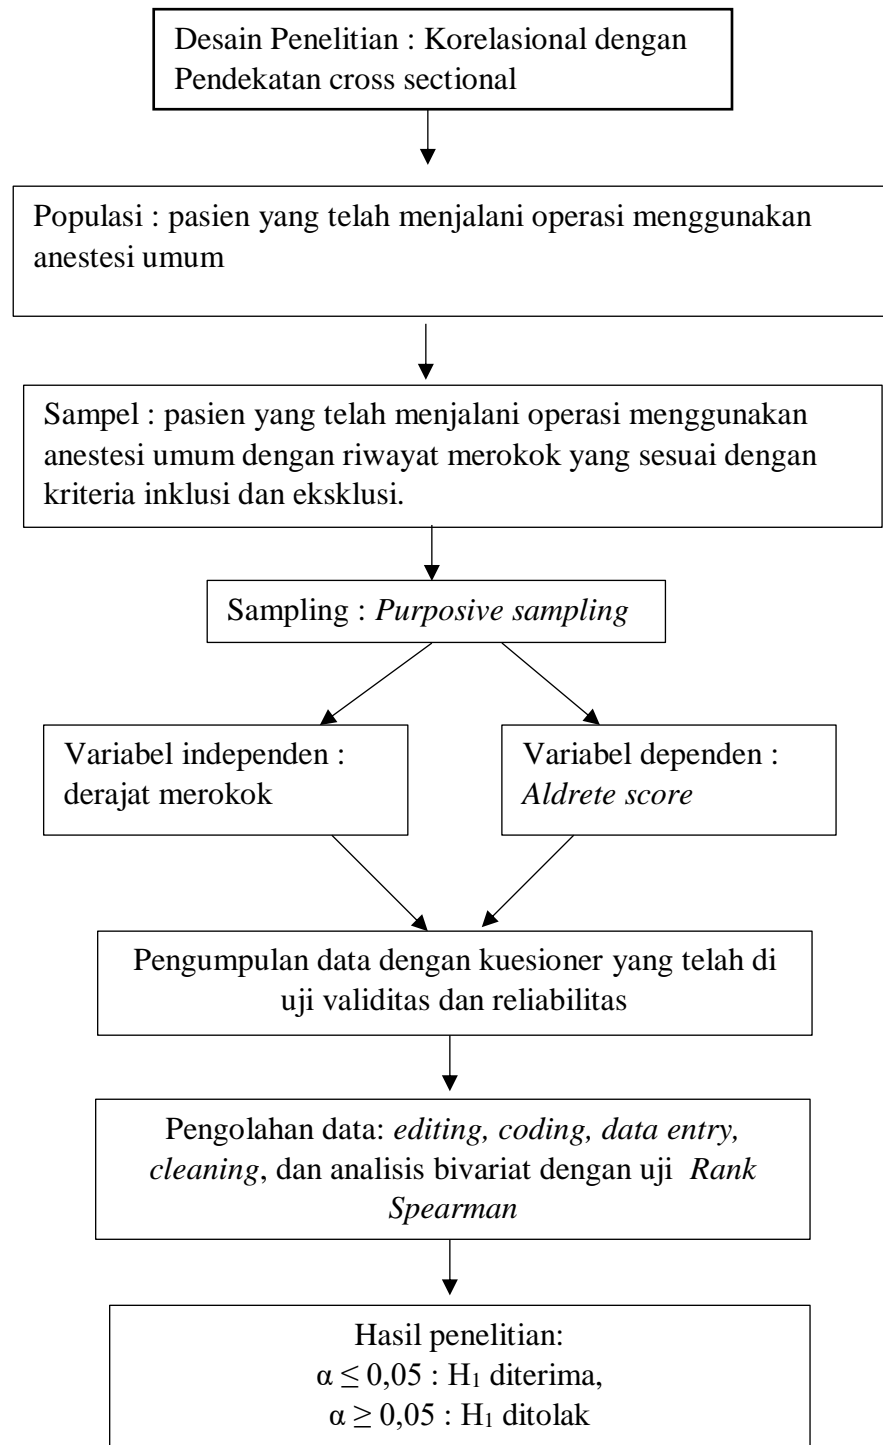 Desain Penelitian : Korelasional dengan
Pendekatan cross sectional
Populasi : pasien yang telah menjalani operasi menggunakan
anestesi umum
Sampel : pasien yang telah menjalani operasi menggunakan
anestesi umum dengan riwayat merokok yang sesuai dengan
kriteria inklusi dan eksklusi.
Sampling : Purposive sampling
Variabel independen :
derajat merokok
Variabel dependen :
Aldrete score
Pengumpulan data dengan kuesioner yang telah di
uji validitas dan reliabilitas
Pengolahan data: editing, coding, data entry,
cleaning, dan analisis bivariat dengan uji Rank
Spearman
Hasil penelitian:
α ≤ 0,05 : H₁ diterima,
α ≥ 0,05 : H₁ ditolak